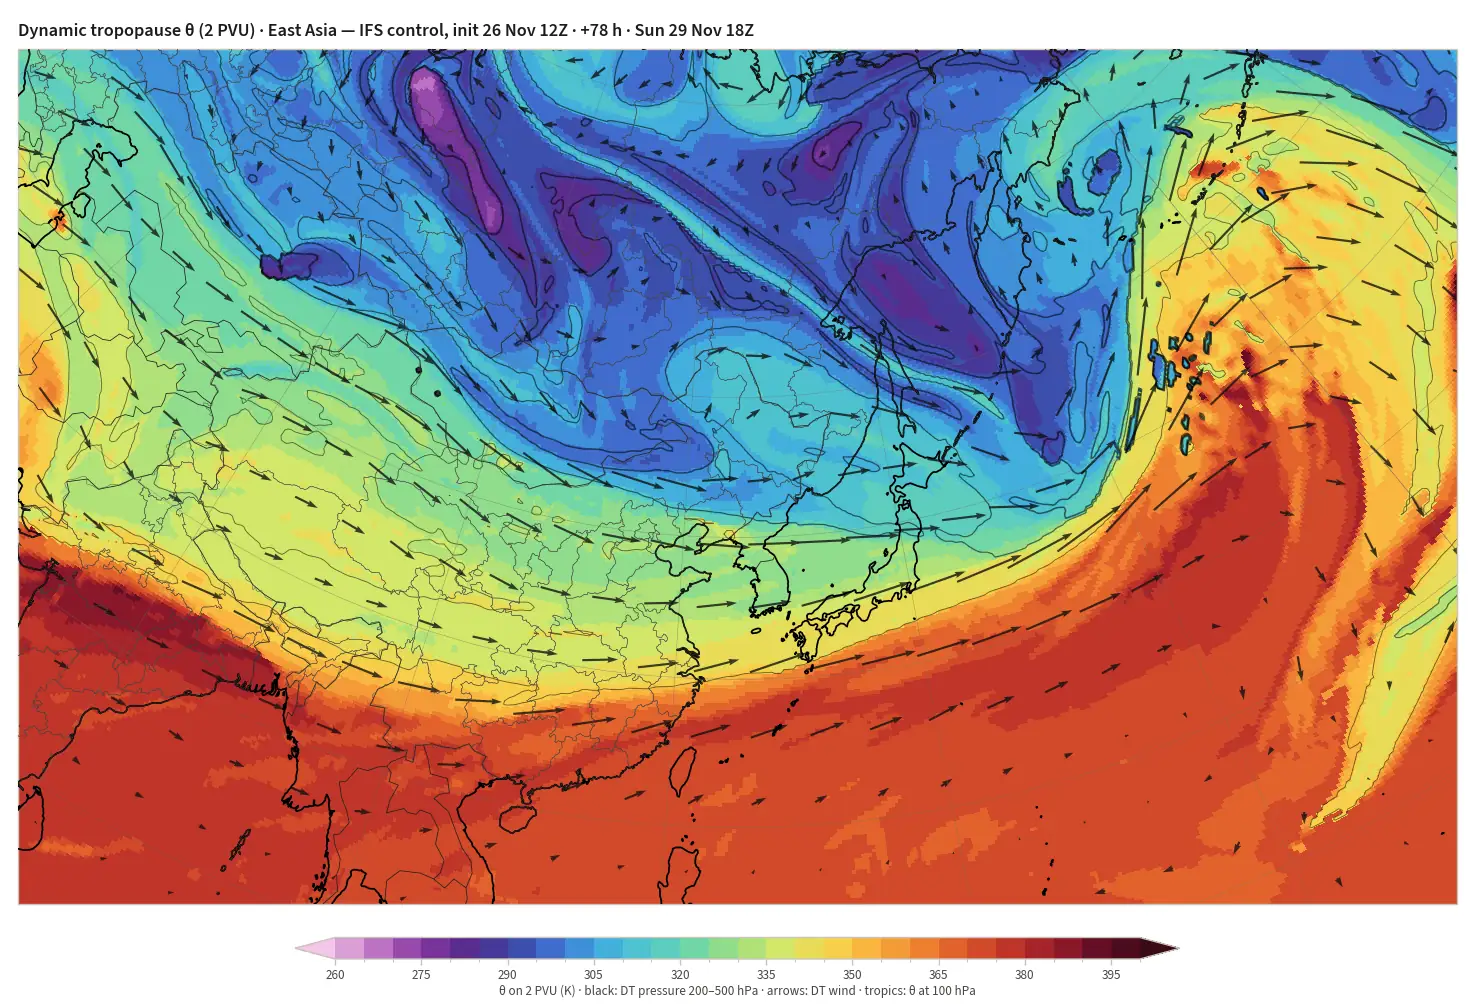 Dynamic tropopause θ (2 PVU) · East Asia — IFS control, init 26 Nov 12Z · +78 h · Sun 29 Nov 18Z
260 275 290 305 320 335 350 365 380 395
θ on 2 PVU (K) · black: DT pressure 200–500 hPa · arrows: DT wind · tropics: θ at 100 hPa